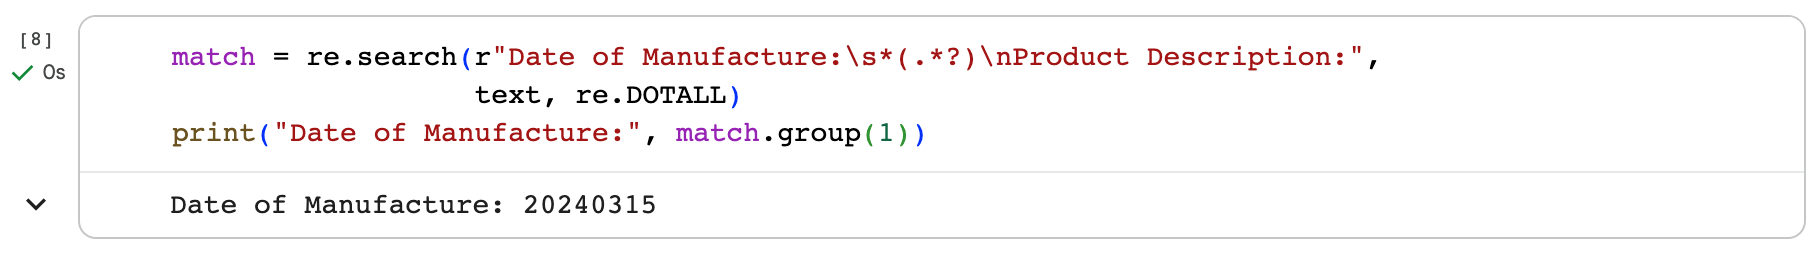 [8]
match = re.search(r"Date of Manufacture:\s*(.*?)\nProduct Description:",
0s
text, re.DOTALL)
print("Date of Manufacture:", match.group(1))
Date of Manufacture: 20240315